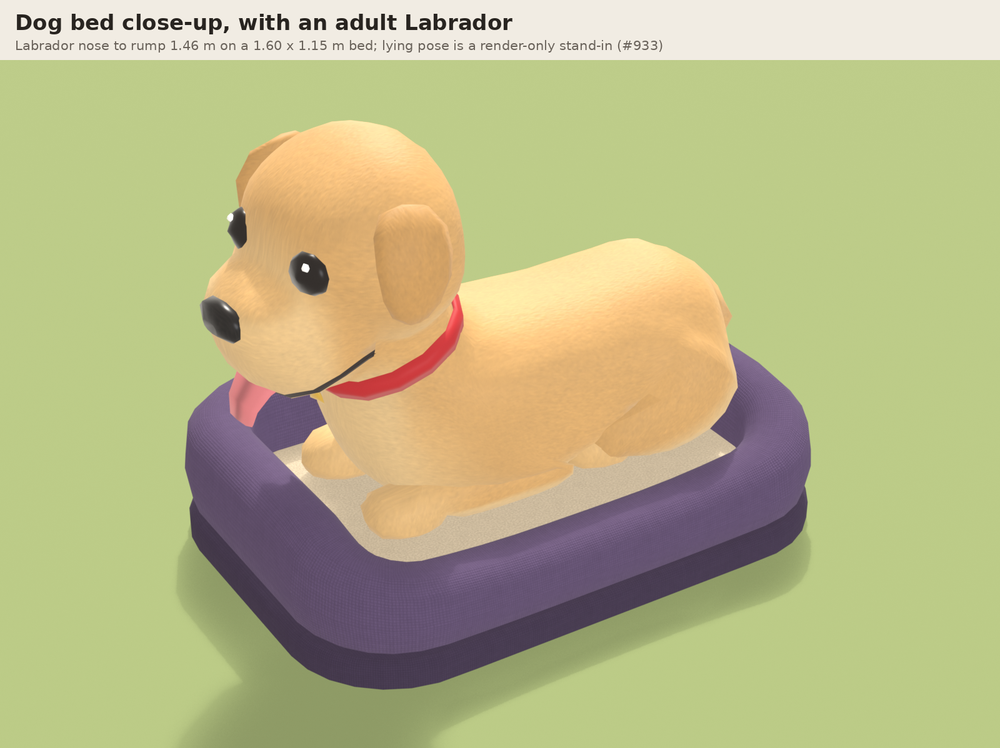 Dog bed close-up, with an adult Labrador
Labrador nose to rump 1.46 m on a 1.60 x 1.15 m bed; lying pose is a render-only stand-in (#933)